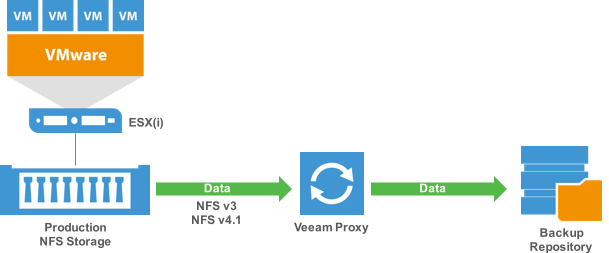 VM VM VM VM
VMware
ESX(i)
Data
Data
NFS v3
NFS v4.1
Production
NFS Storage
Veeam Proxy
Backup
Repository